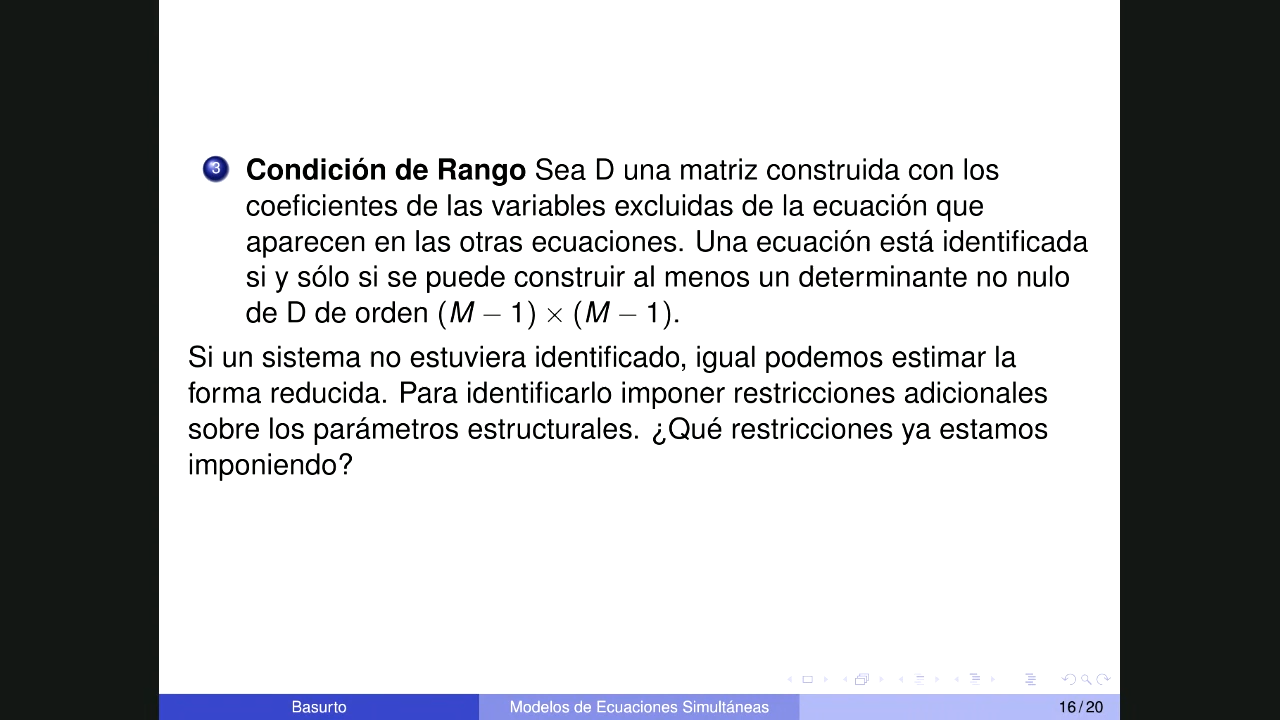 3 Condición de Rango Sea D una matriz construida con los
coeficientes de las variables excluidas de la ecuación que
aparecen en las otras ecuaciones. Una ecuación está identificada
si y sólo si se puede construir al menos un determinante no nulo
de D de orden (M − 1) × (M − 1).
Si un sistema no estuviera identificado, igual podemos estimar la
forma reducida. Para identificarlo imponer restricciones adicionales
sobre los parámetros estructurales. ¿Qué restricciones ya estamos
imponiendo?
Basurto
Modelos de Ecuaciones Simultáneas
16 / 20